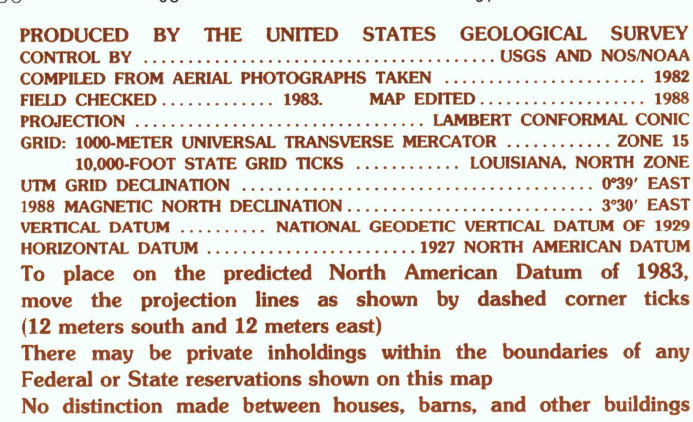 PRODUCED BY THE UNITED STATES GEOLOGICAL SURVEY
CONTROL BY ........................................ USGS AND NOS/NOAA
COMPILED FROM AERIAL PHOTOGRAPHS TAKEN .................... 1982
FIELD CHECKED ............. 1983. MAP EDITED ................ 1988
PROJECTION .................................. LAMBERT CONFORMAL CONIC
GRID: 1000-METER UNIVERSAL TRANSVERSE MERCATOR ............ ZONE 15
10,000-FOOT STATE GRID TICKS ............ LOUISIANA, NORTH ZONE
UTM GRID DECLINATION ........................................ 0°39′ EAST
1988 MAGNETIC NORTH DECLINATION ............................ 3°30′ EAST
VERTICAL DATUM .......... NATIONAL GEODETIC VERTICAL DATUM OF 1929
HORIZONTAL DATUM ........................ 1927 NORTH AMERICAN DATUM
To place on the predicted North American Datum of 1983,
move the projection lines as shown by dashed corner ticks
(12 meters south and 12 meters east)
There may be private inholdings within the boundaries of any
Federal or State reservations shown on this map
No distinction made between houses, barns, and other buildings